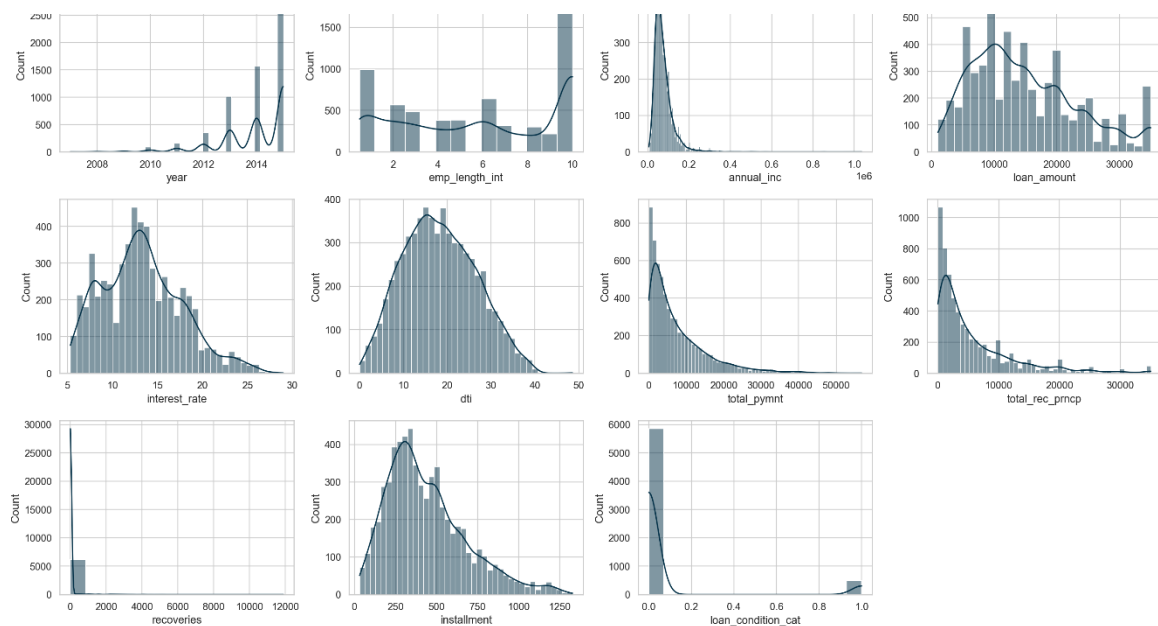 2500
2000
1500
1000
500
0
Count
2008 2010 2012 2014
year
1500
1000
500
0
Count
2 4 6 8 10
emp_length_int
300
200
100
0
Count
0.0 0.2 0.4 0.6 0.8 1.0
1e6
annual_inc
500
400
300
200
100
0
Count
10000 20000 30000
loan_amount
400
300
200
100
0
Count
5 10 15 20 25 30
interest_rate
400
300
200
100
0
Count
0 10 20 30 40 50
dti
800
600
400
200
0
Count
0 10000 20000 30000 40000 50000
total_pymnt
1000
800
600
400
200
0
Count
0 10000 20000 30000
total_rec_prncp
30000
25000
20000
15000
10000
5000
0
Count
0 2000 4000 6000 8000 10000 12000
recoveries
400
300
200
100
0
Count
250 500 750 1000 1250
installment
6000
5000
4000
3000
2000
1000
0
Count
0.0 0.2 0.4 0.6 0.8 1.0
loan_condition_cat